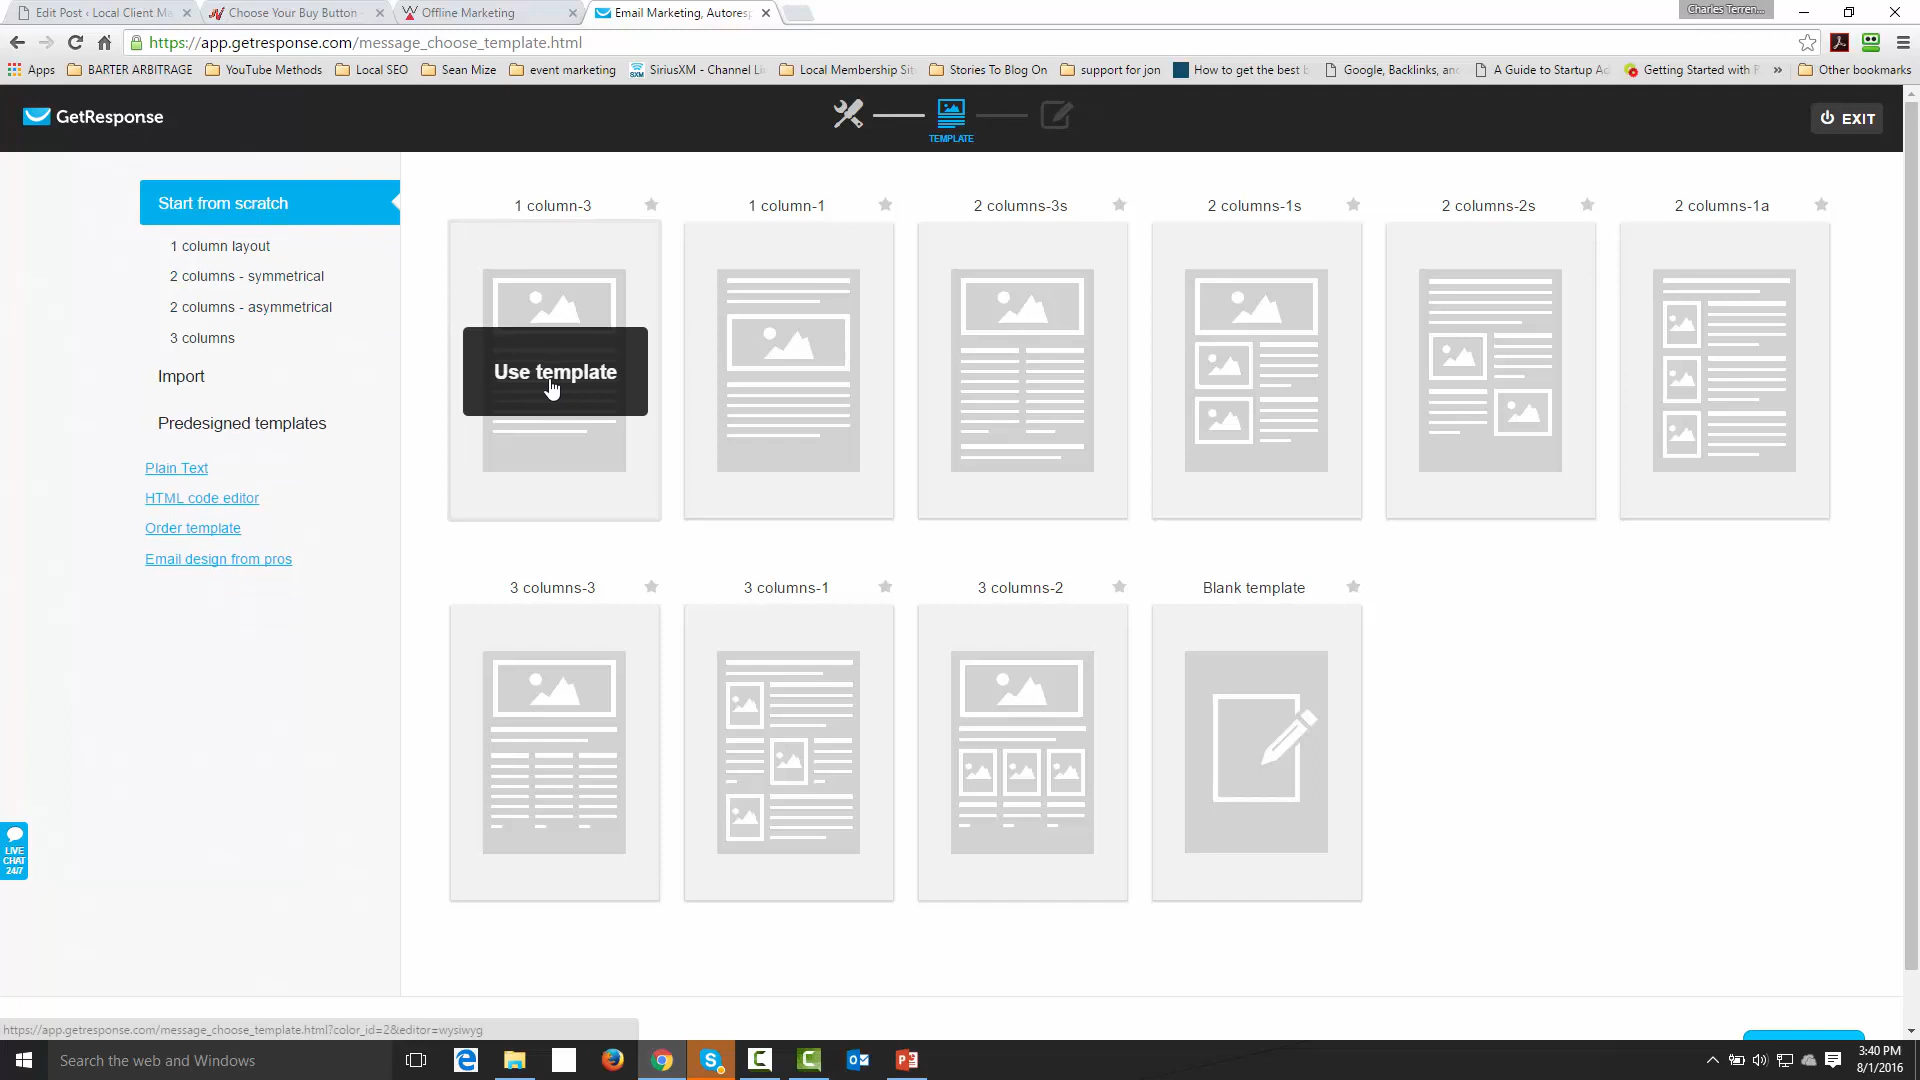 Edit Post ‹ Local Client Ma
Choose Your Buy Button -
Offline Marketing
Email Marketing, Autores
Charles Terren...
https://app.getresponse.com/message_choose_template.html
Apps
BARTER ARBITRAGE
YouTube Methods
Local SEO
Sean Mize
event marketing
SiriusXM - Channel Li
Local Membership Sit
Stories To Blog On
support for jon
How to get the best
Google, Backlinks, an
A Guide to Startup A
Getting Started with
»
Other bookmarks
GetResponse
TEMPLATE
EXIT
Start from scratch
1 column layout
2 columns - symmetrical
2 columns - asymmetrical
3 columns
Import
Predesigned templates
Plain Text
HTML code editor
Order template
Email design from pros
1 column-3
1 column-1
2 columns-3s
2 columns-1s
2 columns-2s
2 columns-1a
Use template
3 columns-3
3 columns-1
3 columns-2
Blank template
LIVE
CHAT
24/7
https://app.getresponse.com/message_choose_template.html?color_id=2&editor=wysiwyg
Search the web and Windows
3:40 PM
8/1/2016